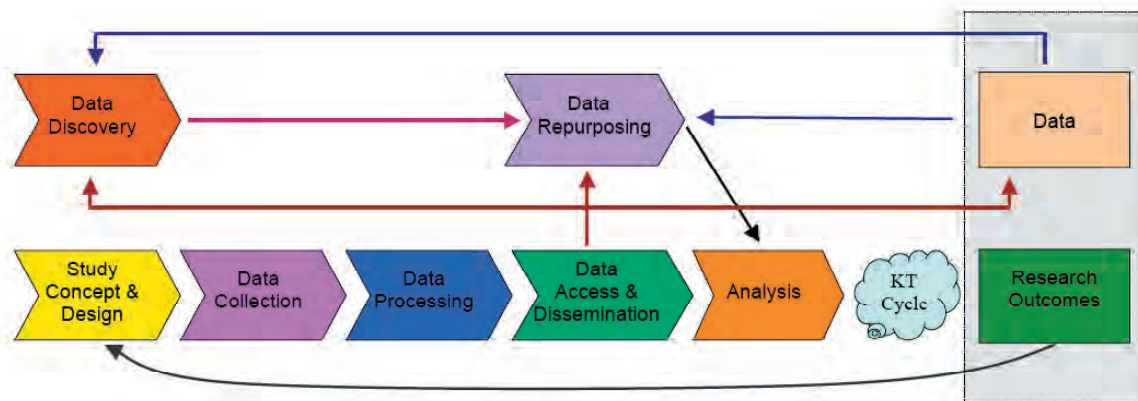 Data
Discovery
Data
Repurposing
Data
Study
Concept &
Design
Data
Collection
Data
Processing
Data
Access &
Dissemination
Analysis
KT
Cycle
Research
Outcomes